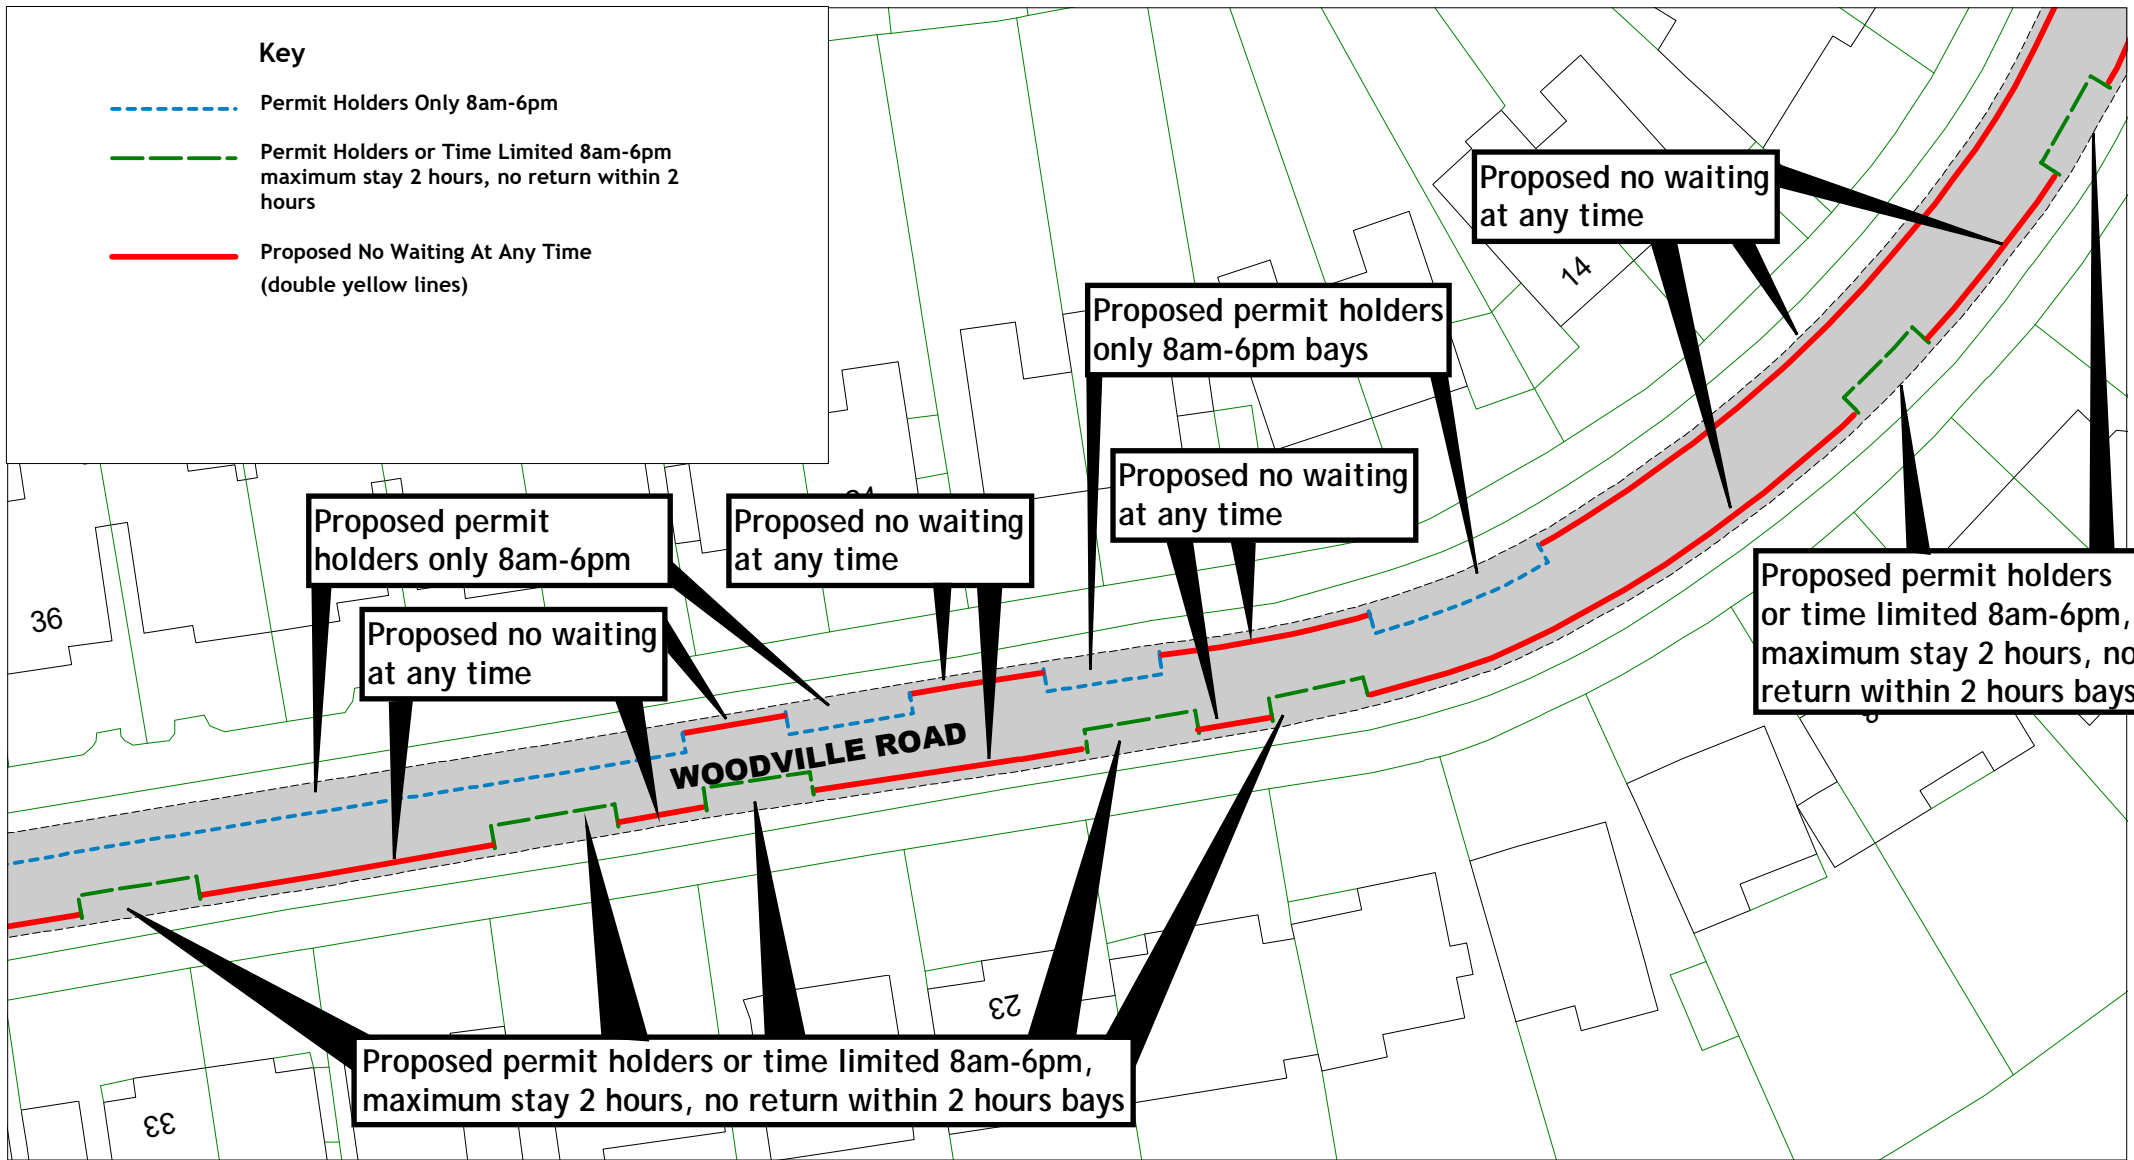 Key
Permit Holders Only 8am-6pm
Permit Holders or Time Limited 8am-6pm
maximum stay 2 hours, no return within 2
hours
Proposed No Waiting At Any Time
(double yellow lines)
Proposed no waiting
at any time
14
Proposed permit holders
only 8am-6pm bays
Proposed no waiting
at any time
Proposed permit
holders only 8am-6pm
Proposed no waiting
at any time
36
Proposed no waiting
at any time
Proposed permit holders
or time limited 8am-6pm,
maximum stay 2 hours, no
return within 2 hours bays
WOODVILLE ROAD
23
Proposed permit holders or time limited 8am-6pm,
maximum stay 2 hours, no return within 2 hours bays
33